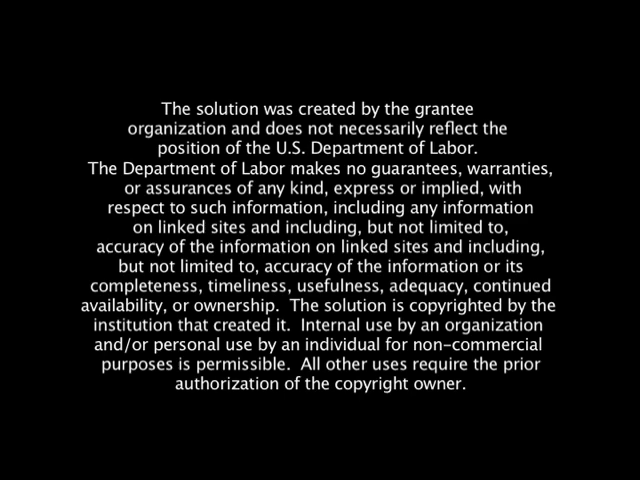 The solution was created by the grantee
organization and does not necessarily reflect the
position of the U.S. Department of Labor.
The Department of Labor makes no guarantees, warranties,
or assurances of any kind, express or implied, with
respect to such information, including any information
on linked sites and including, but not limited to,
accuracy of the information on linked sites and including,
but not limited to, accuracy of the information or its
completeness, timeliness, usefulness, adequacy, continued
availability, or ownership.  The solution is copyrighted by the
institution that created it.  Internal use by an organization
and/or personal use by an individual for non-commercial
purposes is permissible.  All other uses require the prior
authorization of the copyright owner.